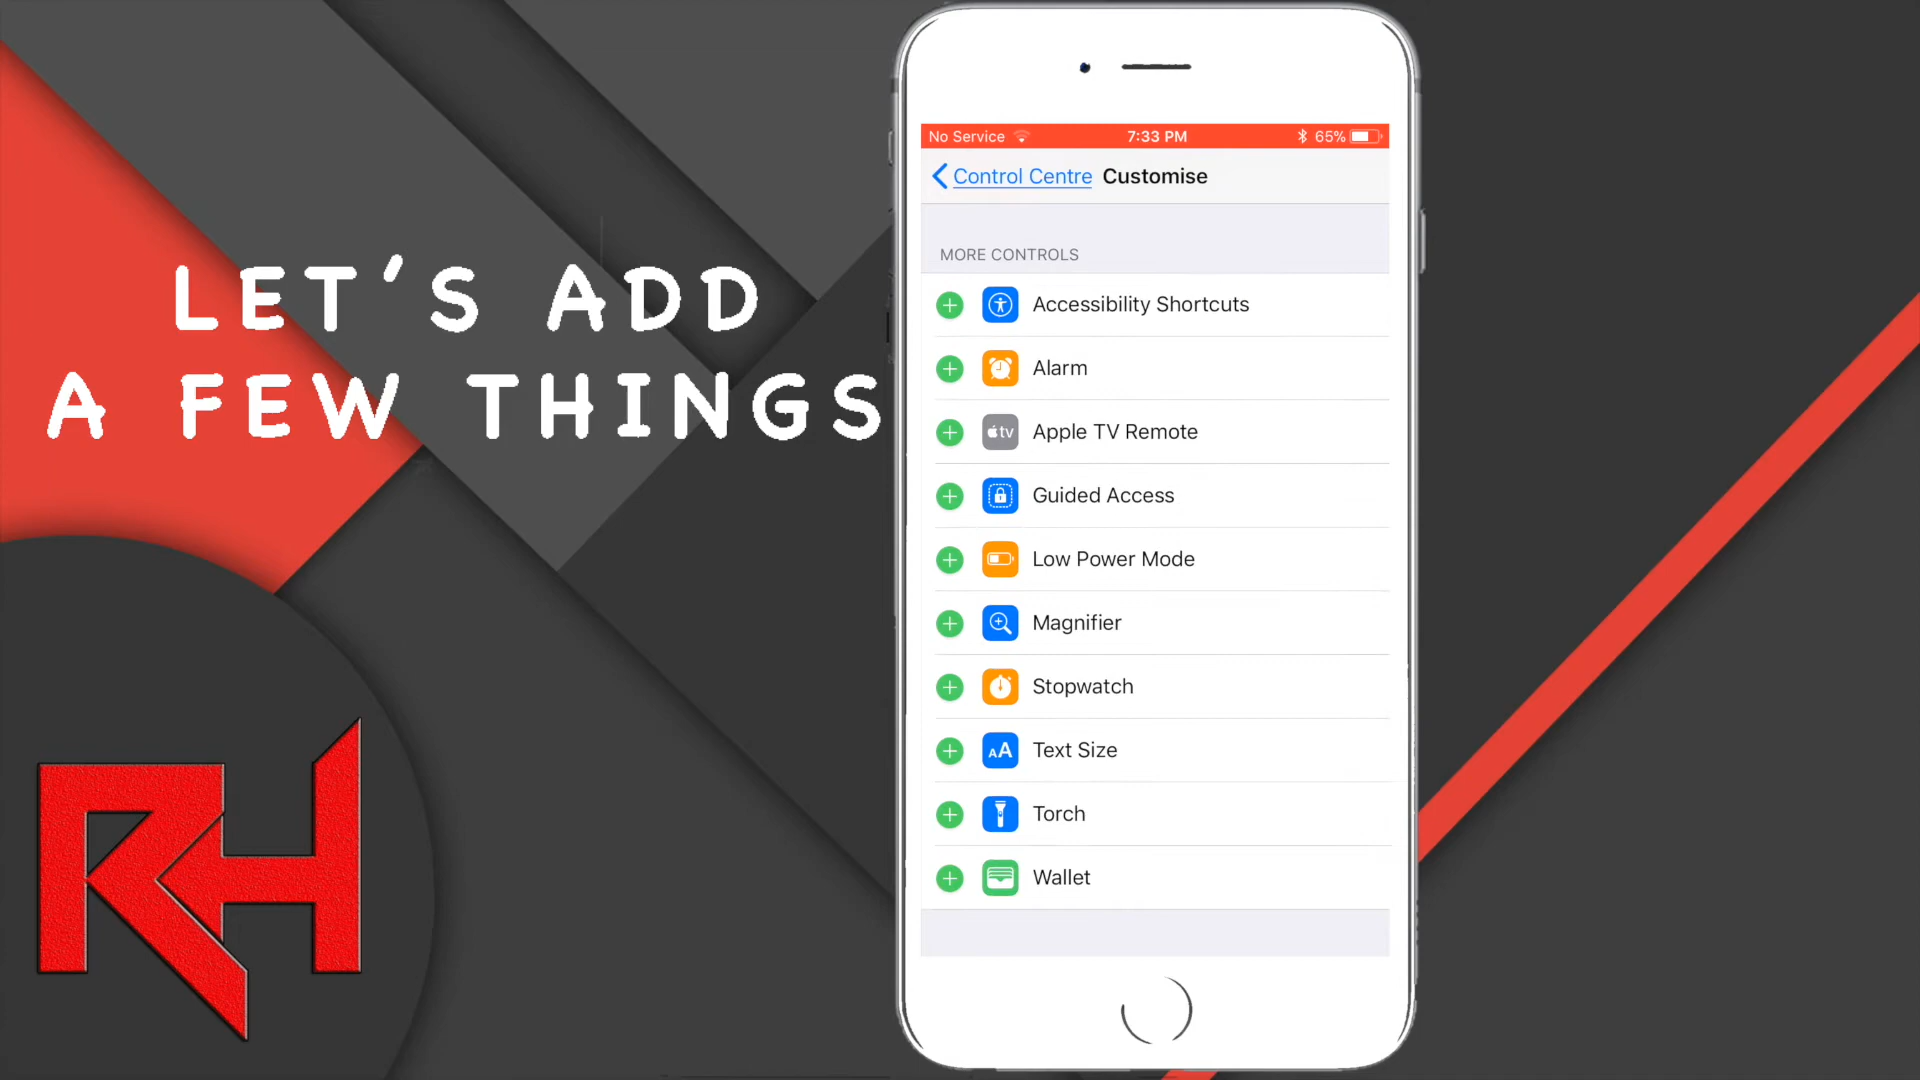 LET'S ADD
A FEW THINGS
RH
No Service 7:33 PM 65%
Control Centre Customise
MORE CONTROLS
Accessibility Shortcuts
Alarm
tv Apple TV Remote
Guided Access
Low Power Mode
Magnifier
Stopwatch
AA Text Size
Torch
Wallet